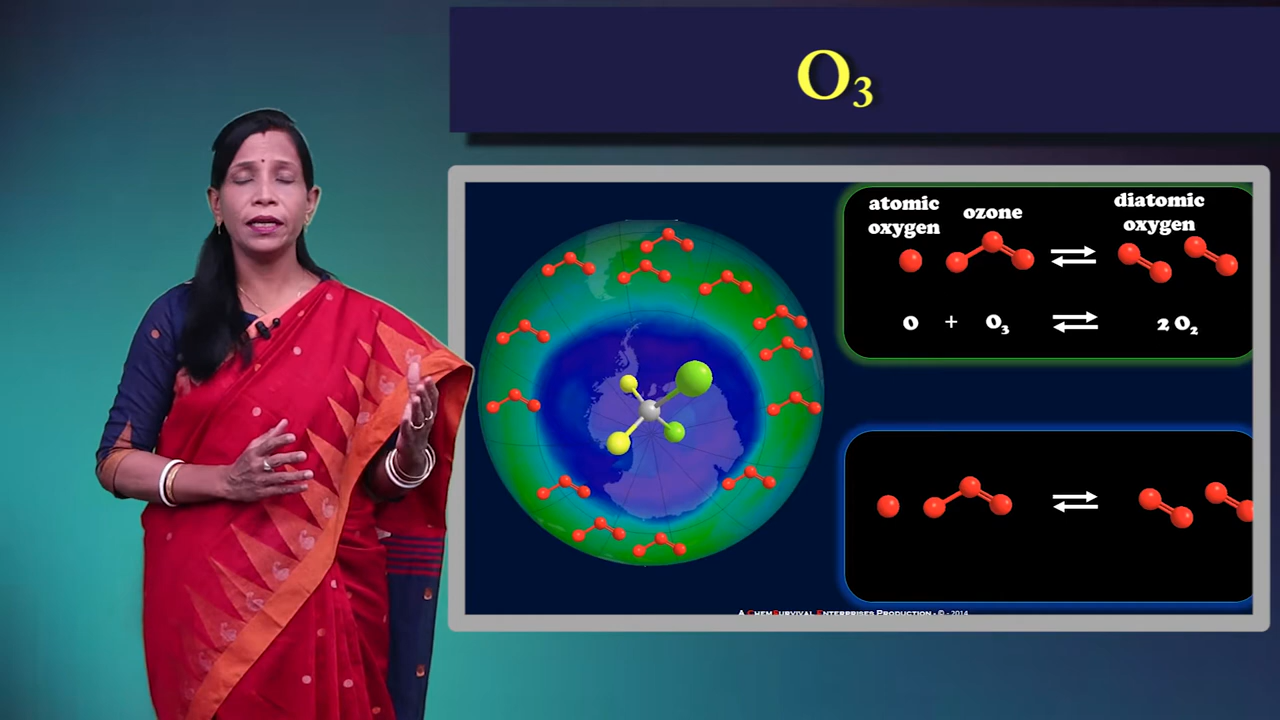 O₃
atomic
oxygen
ozone
diatomic
oxygen
O + O₃ ⇌ 2 O₂
A ChemSurvival Enterprises Production - © - 2014